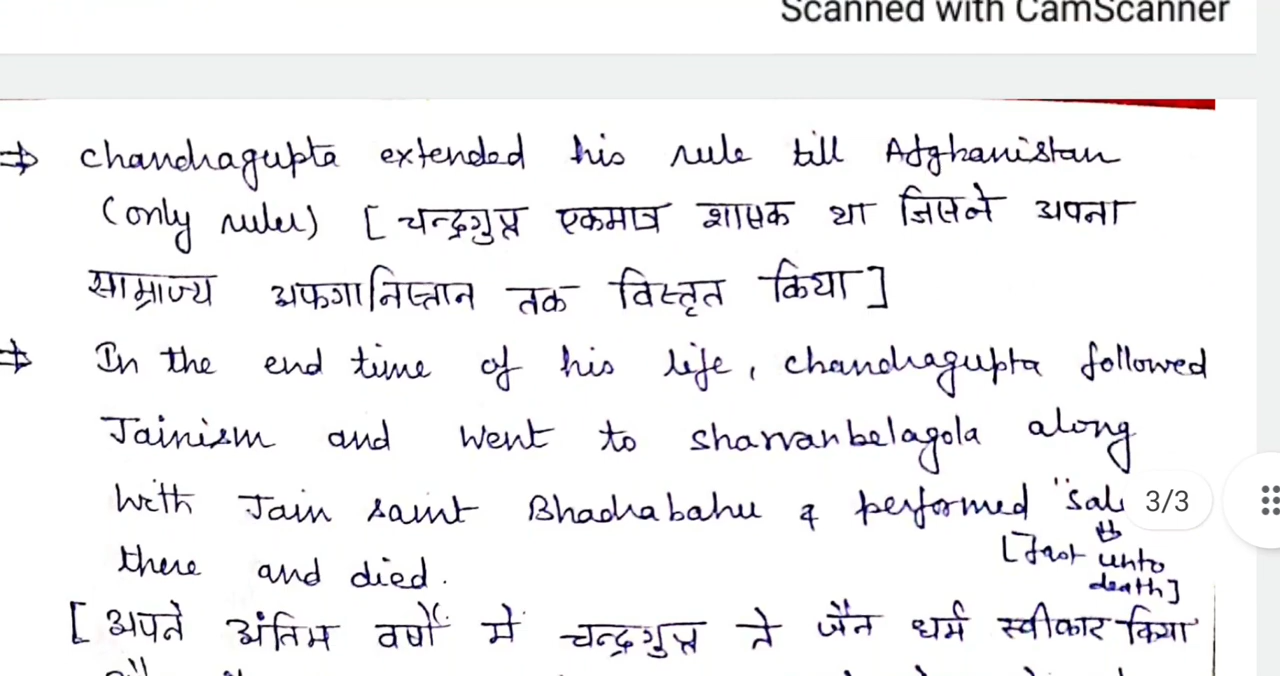 Scanned with CamScanner
⇒ Chandragupta extended his rule till Afghanistan
(only ruler) [ चन्द्रगुप्त एकमात्र शासक था जिसने अपना
साम्राज्य अफगानिस्तान तक विस्तृत किया ]
⇒ In the end time of his life, chandragupta followed
Jainism and went to sharvanbelagola along
with Jain saint Bhadrabahu & performed "sal
3/3
[Fast unto
there and died.
death]
[ अपने अंतिम वर्षों में चन्द्रगुप्त ने जैन धर्म स्वीकार किया